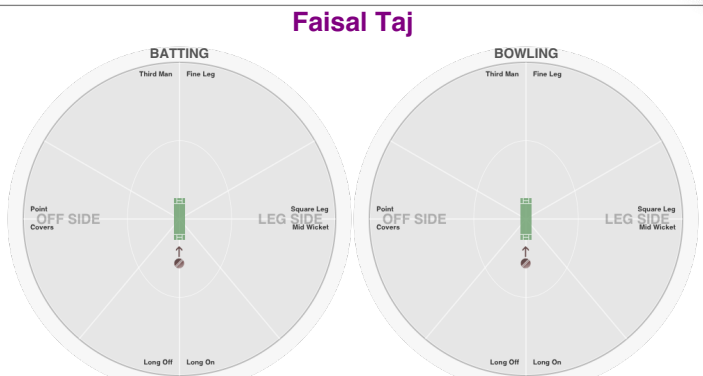 Faisal Taj
BATTING
Third Man Fine Leg
Point
OFF SIDE
Covers
Square Leg
LEG SIDE
Mid Wicket
Long Off Long On
BOWLING
Third Man Fine Leg
Point
OFF SIDE
Covers
Square Leg
LEG SIDE
Mid Wicket
Long Off Long On